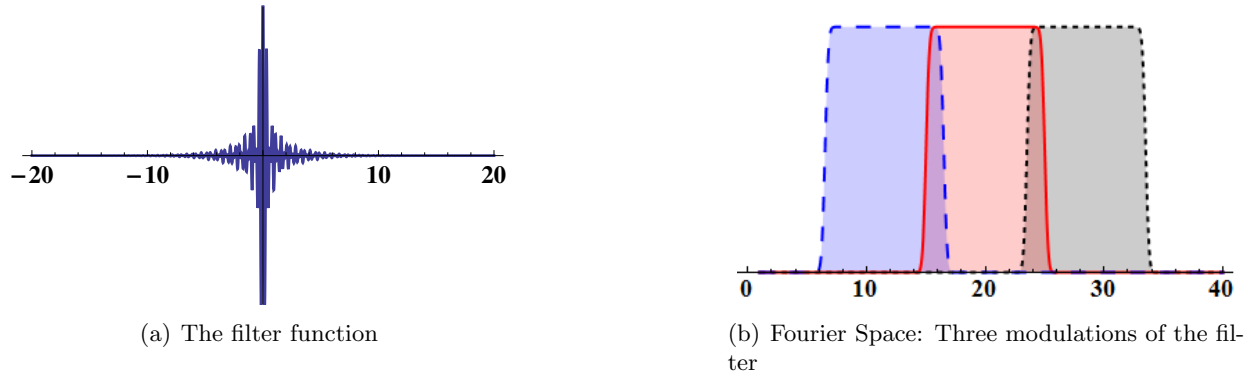 −20 −10 10 20
0 10 20 30 40
(a) The filter function
(b) Fourier Space: Three modulations of the fil-
ter